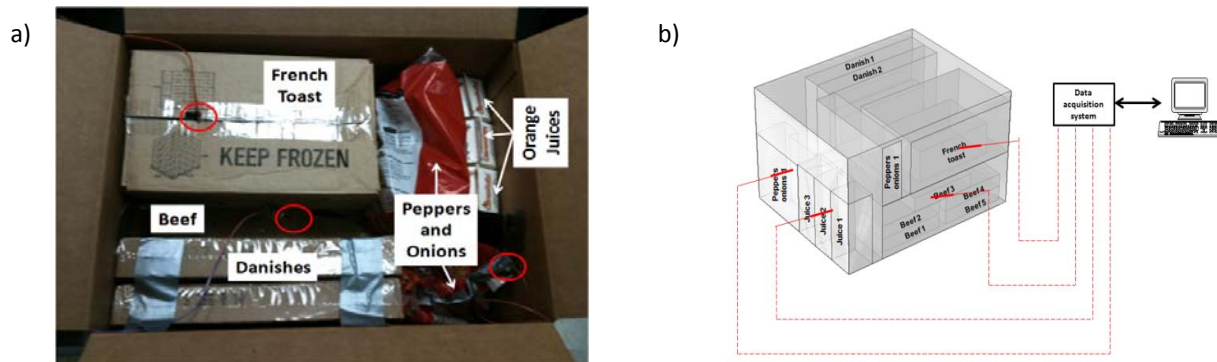 a)
French
Toast
Orange
Juices
KEEP FROZEN
Peppers
and
Onions
Beef
Danishes
b)
Danish 1
Danish 2
Data
acquisition
system
French
toast
Peppers
onions 1
Peppers
Juice 3
Juice 2
Juice 1
Beef 3
Beef 4
Beef 2
Beef 5
Beef 1